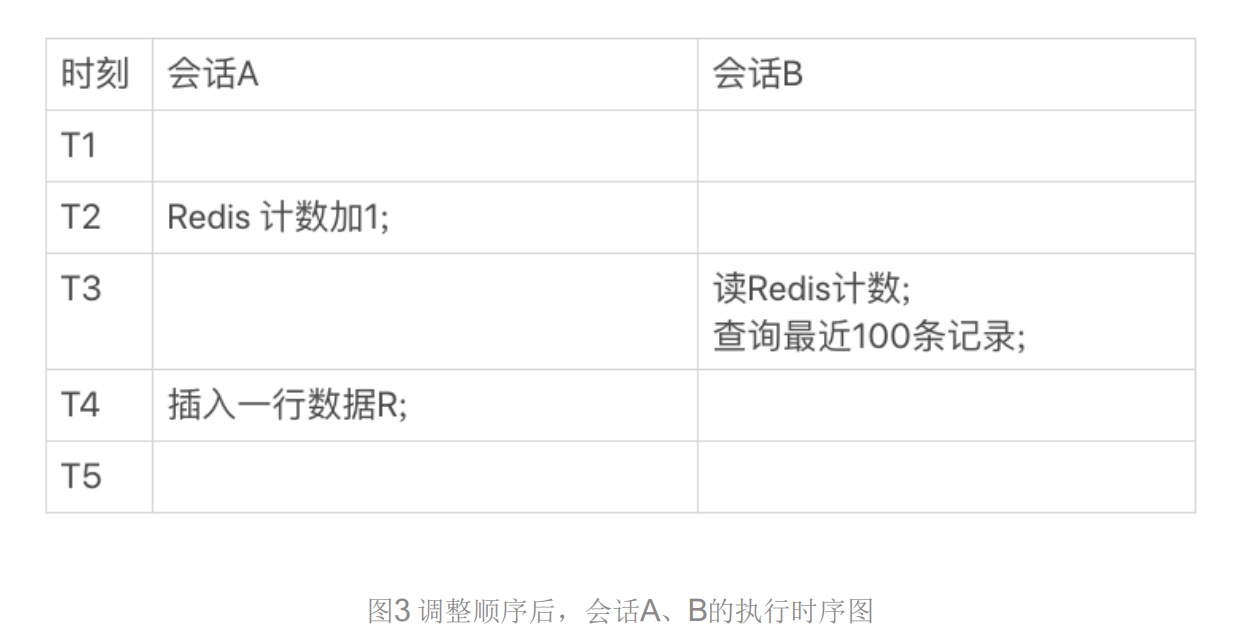 时刻 会话A 会话B
T1
T2 Redis 计数加1;
T3 读Redis计数;
查询最近100条记录;
T4 插入一行数据R;
T5
图3 调整顺序后，会话A、B的执行时序图